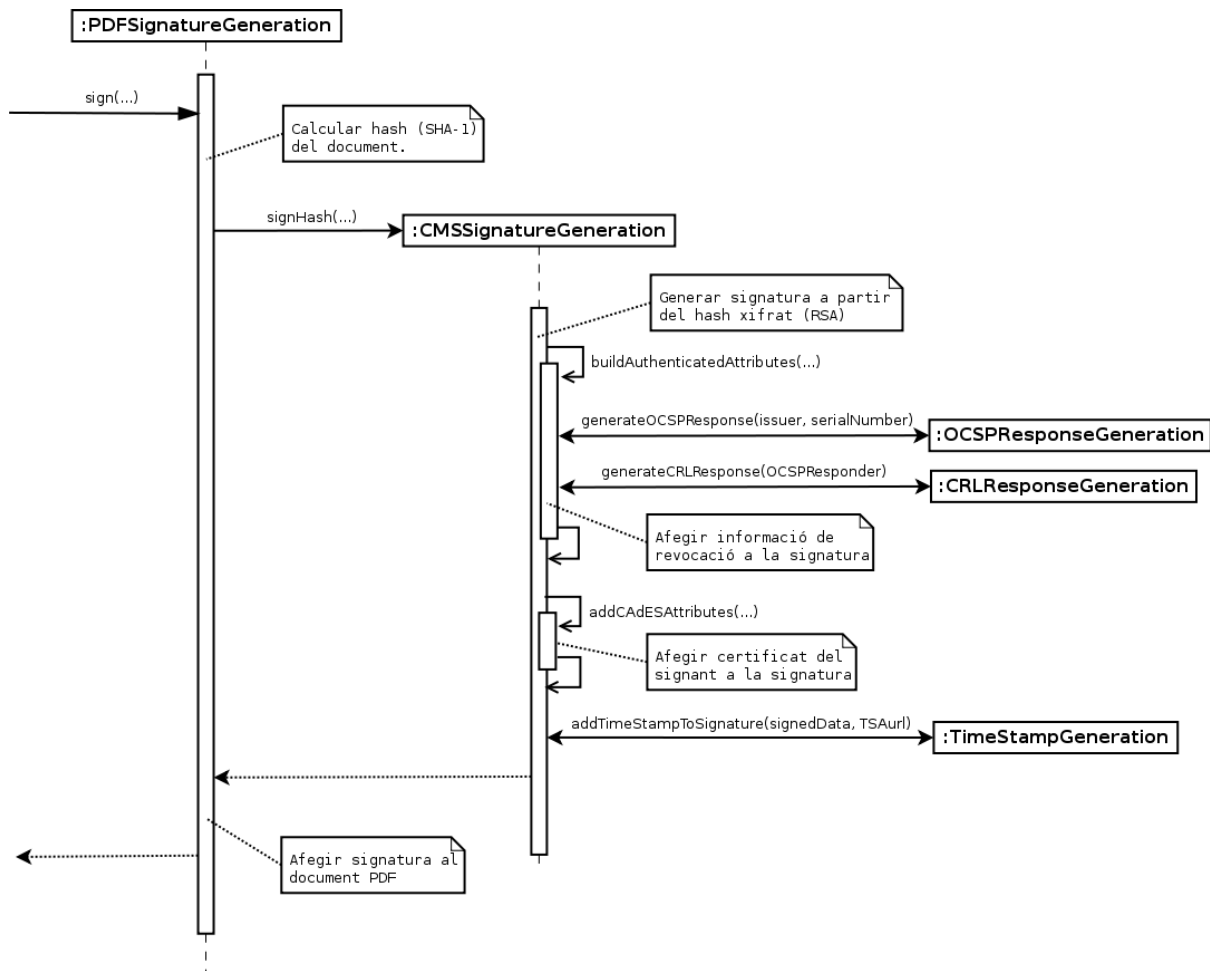 :PDFSignatureGeneration
sign(...)
Calcular hash (SHA-1)
del document.
signHash(...)
:CMSSignatureGeneration
Generar signatura a partir
del hash xifrat (RSA)
buildAuthenticatedAttributes(...)
generateOCSPResponse(issuer, serialNumber)
:OCSPResponseGeneration
generateCRLResponse(OCSPResponder)
:CRLResponseGeneration
Afegir informació de
revocació a la signatura
addCAdESAttributes(...)
Afegir certificat del
signant a la signatura
addTimeStampToSignature(signedData, TSAurl)
:TimeStampGeneration
Afegir signatura al
document PDF